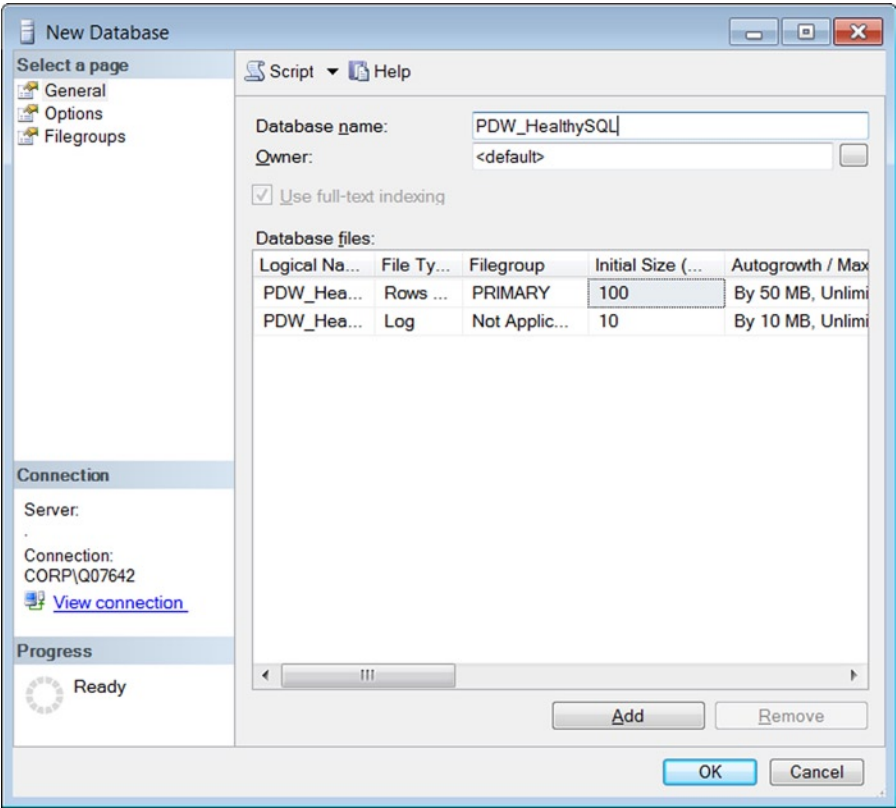 New Database
Select a page
General
Options
Filegroups
Script Help
Database name: PDW_HealthySQL
Owner: <default>
Use full-text indexing
Database files:
Logical Na... File Ty... Filegroup Initial Size (... Autogrowth / Max
PDW_Hea... Rows ... PRIMARY 100 By 50 MB, Unlimi
PDW_Hea... Log Not Applic... 10 By 10 MB, Unlimi
Connection
Server:
.
Connection:
CORP\Q07642
View connection
Progress
Ready
Add Remove
OK Cancel